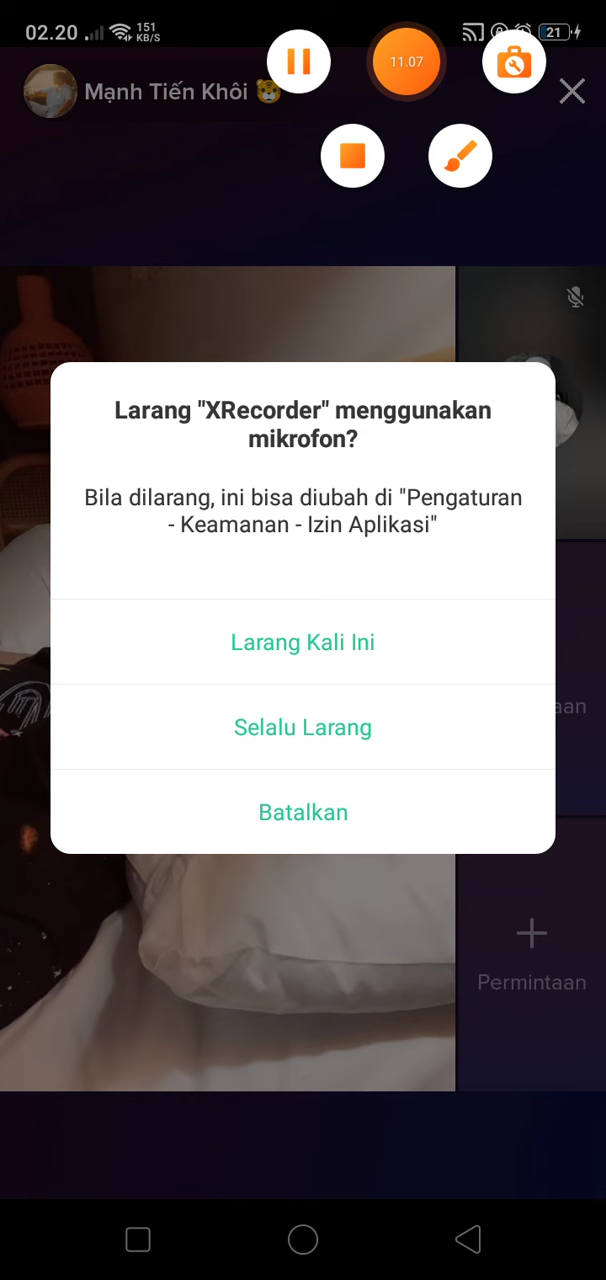 02.20
151
KB/S
21
11.07
Mạnh Tiến Khôi 🐯
Larang "XRecorder" menggunakan
mikrofon?
Bila dilarang, ini bisa diubah di "Pengaturan
- Keamanan - Izin Aplikasi"
Larang Kali Ini
Selalu Larang
Batalkan
Permintaan